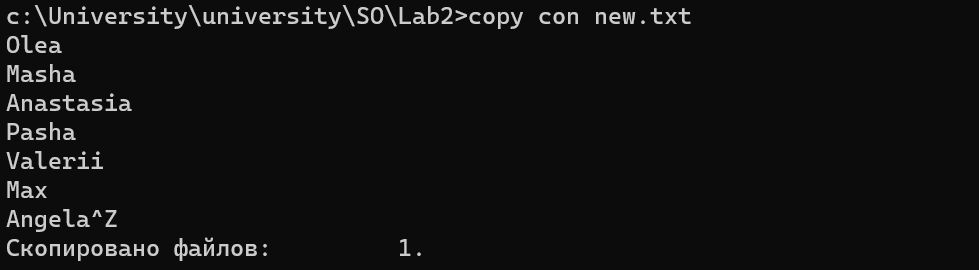 c:\University\university\SO\Lab2>copy con new.txt
Olea
Masha
Anastasia
Pasha
Valerii
Max
Angela^Z
Скопировано файлов:         1.